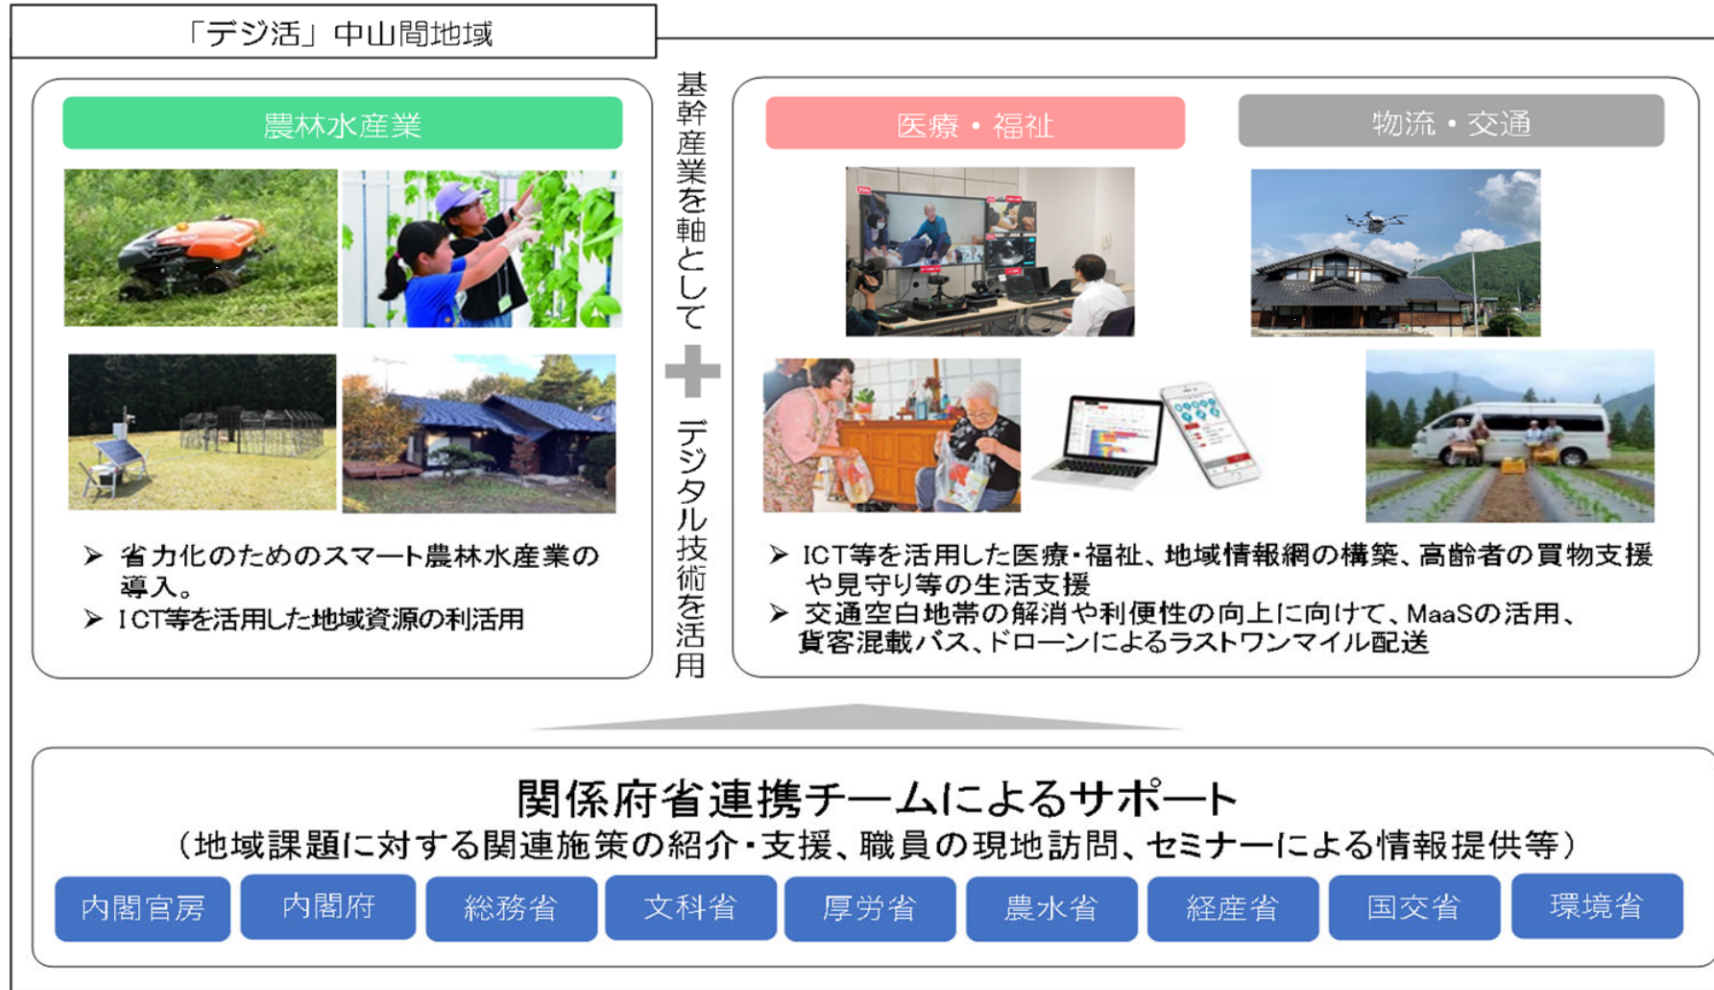 「デジ活」中山間地域
農林水産業
➢ 省力化のためのスマート農林水産業の
導入。
➢ ICT等を活用した地域資源の利活用
基幹産業を軸として
＋
デジタル技術を活用
医療・福祉
物流・交通
➢ ICT等を活用した医療・福祉、地域情報網の構築、高齢者の買物支援
や見守り等の生活支援
➢ 交通空白地帯の解消や利便性の向上に向けて、MaaSの活用、
貨客混載バス、ドローンによるラストワンマイル配送
関係府省連携チームによるサポート
（地域課題に対する関連施策の紹介・支援、職員の現地訪問、セミナーによる情報提供等）
内閣官房
内閣府
総務省
文科省
厚労省
農水省
経産省
国交省
環境省